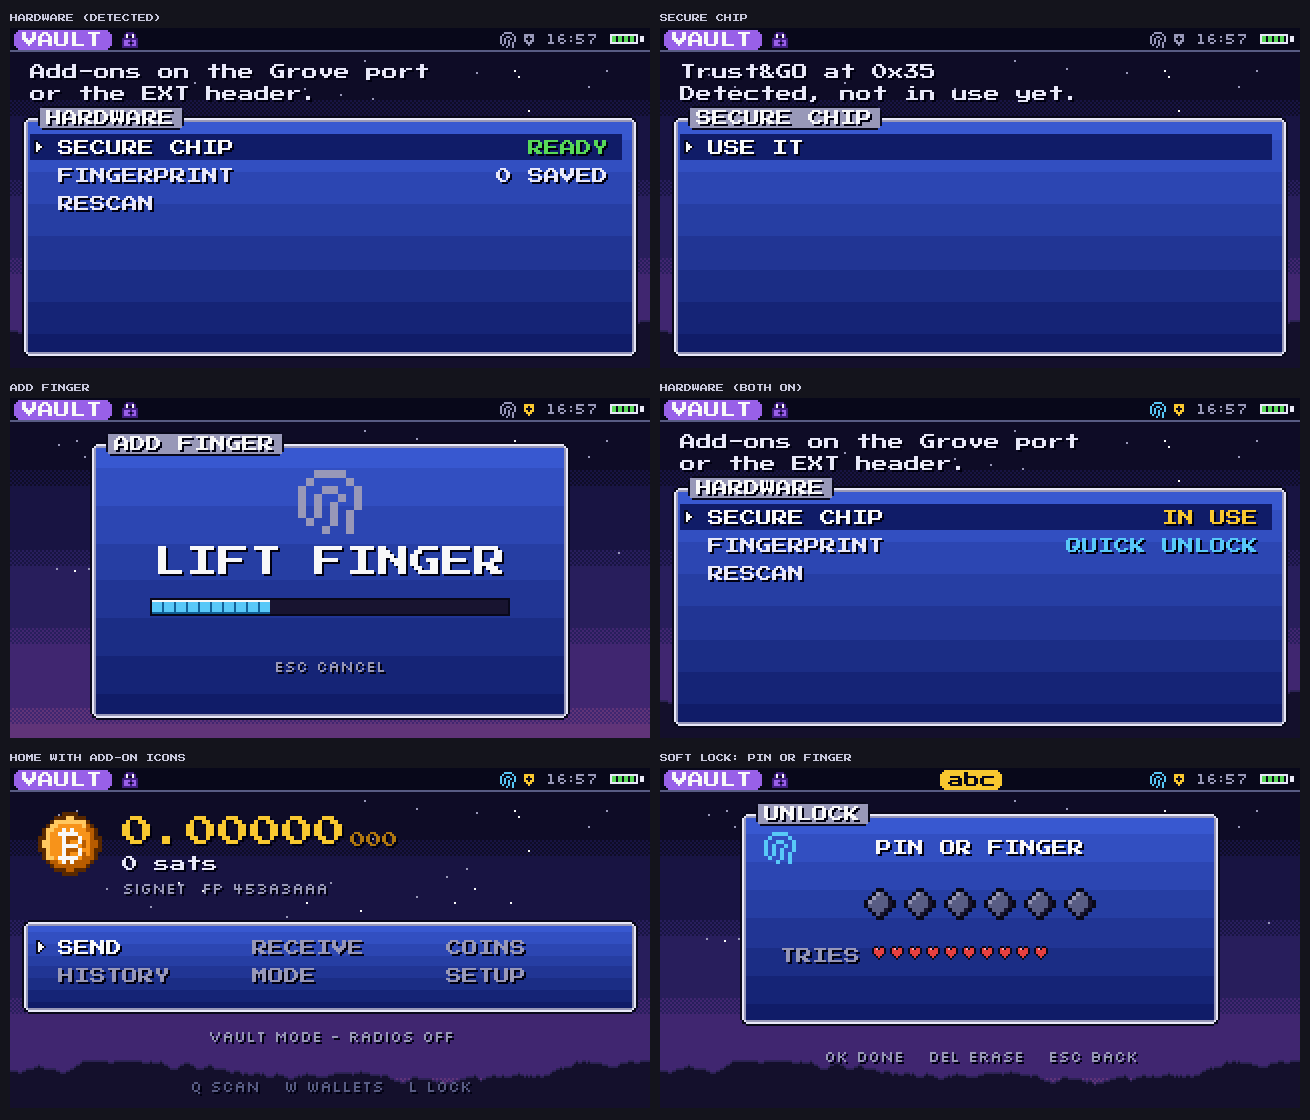 HARDWARE (DETECTED)
VAULT 16:57
Add-ons on the Grove port
or the EXT header.
HARDWARE
SECURE CHIP READY
FINGERPRINT 0 SAVED
RESCAN
SECURE CHIP
VAULT 16:57
Trust&GO at 0x35
Detected, not in use yet.
SECURE CHIP
USE IT
ADD FINGER
VAULT 16:57
ADD FINGER
LIFT FINGER
ESC CANCEL
HARDWARE (BOTH ON)
VAULT 16:57
Add-ons on the Grove port
or the EXT header.
HARDWARE
SECURE CHIP IN USE
FINGERPRINT QUICK UNLOCK
RESCAN
HOME WITH ADD-ON ICONS
VAULT 16:57
0.00000000
0 sats
SIGNET FP 453A3AAA
SEND RECEIVE COINS
HISTORY MODE SETUP
VAULT MODE - RADIOS OFF
Q SCAN W WALLETS L LOCK
SOFT LOCK: PIN OR FINGER
VAULT abc 16:57
UNLOCK
PIN OR FINGER
TRIES
OK DONE DEL ERASE ESC BACK